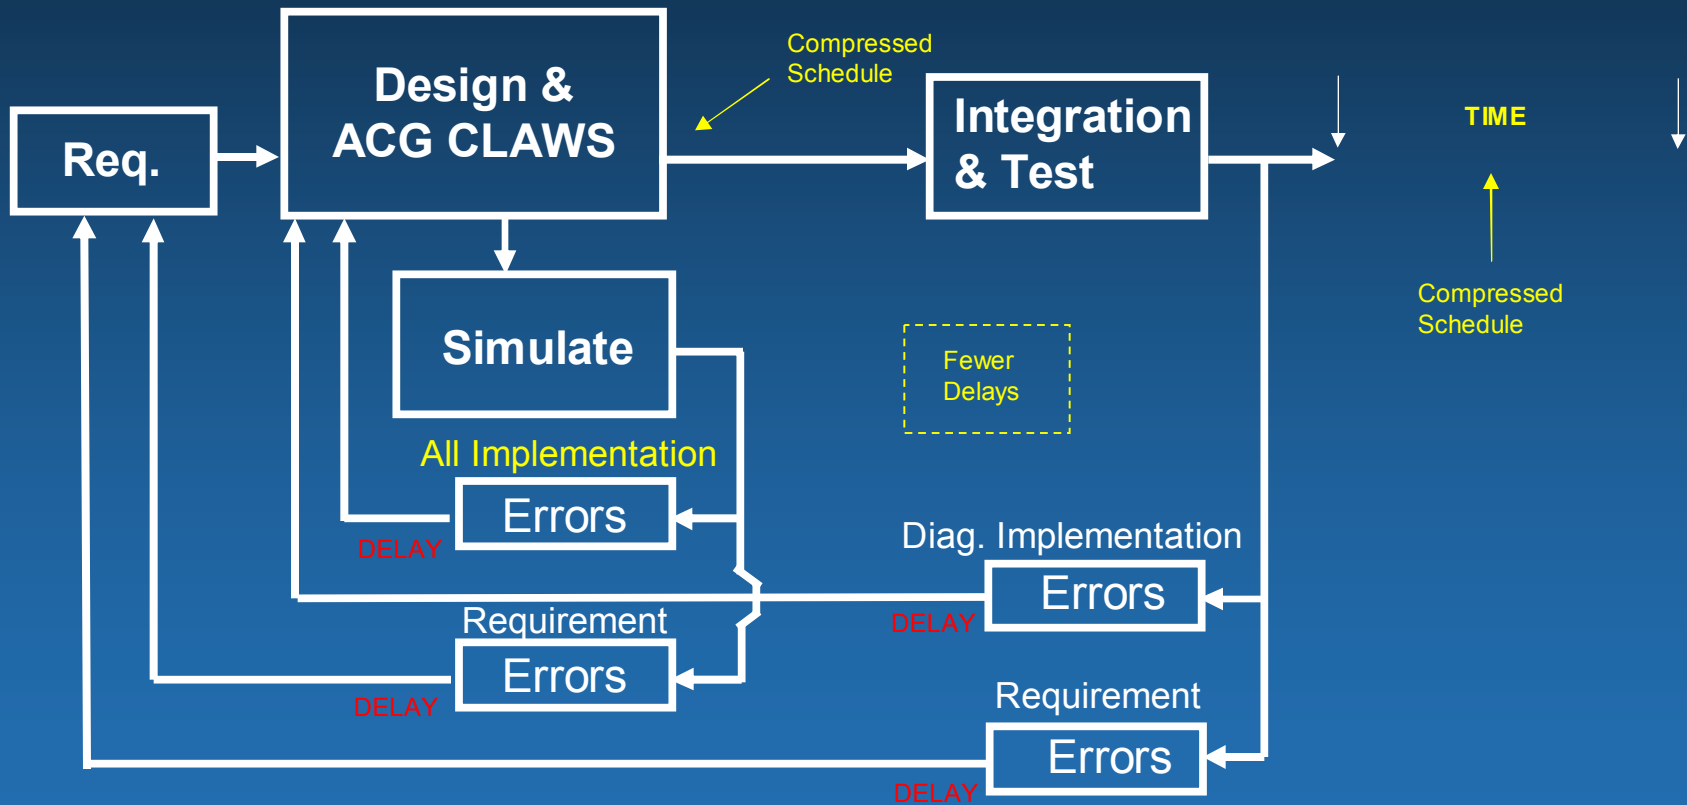 Compressed
Schedule
Design &
ACG CLAWS
Integration
& Test
TIME
Req.
Compressed
Schedule
Simulate
Fewer
Delays
All Implementation
Errors
DELAY
Diag. Implementation
Errors
DELAY
Requirement
Errors
DELAY
Requirement
Errors
DELAY